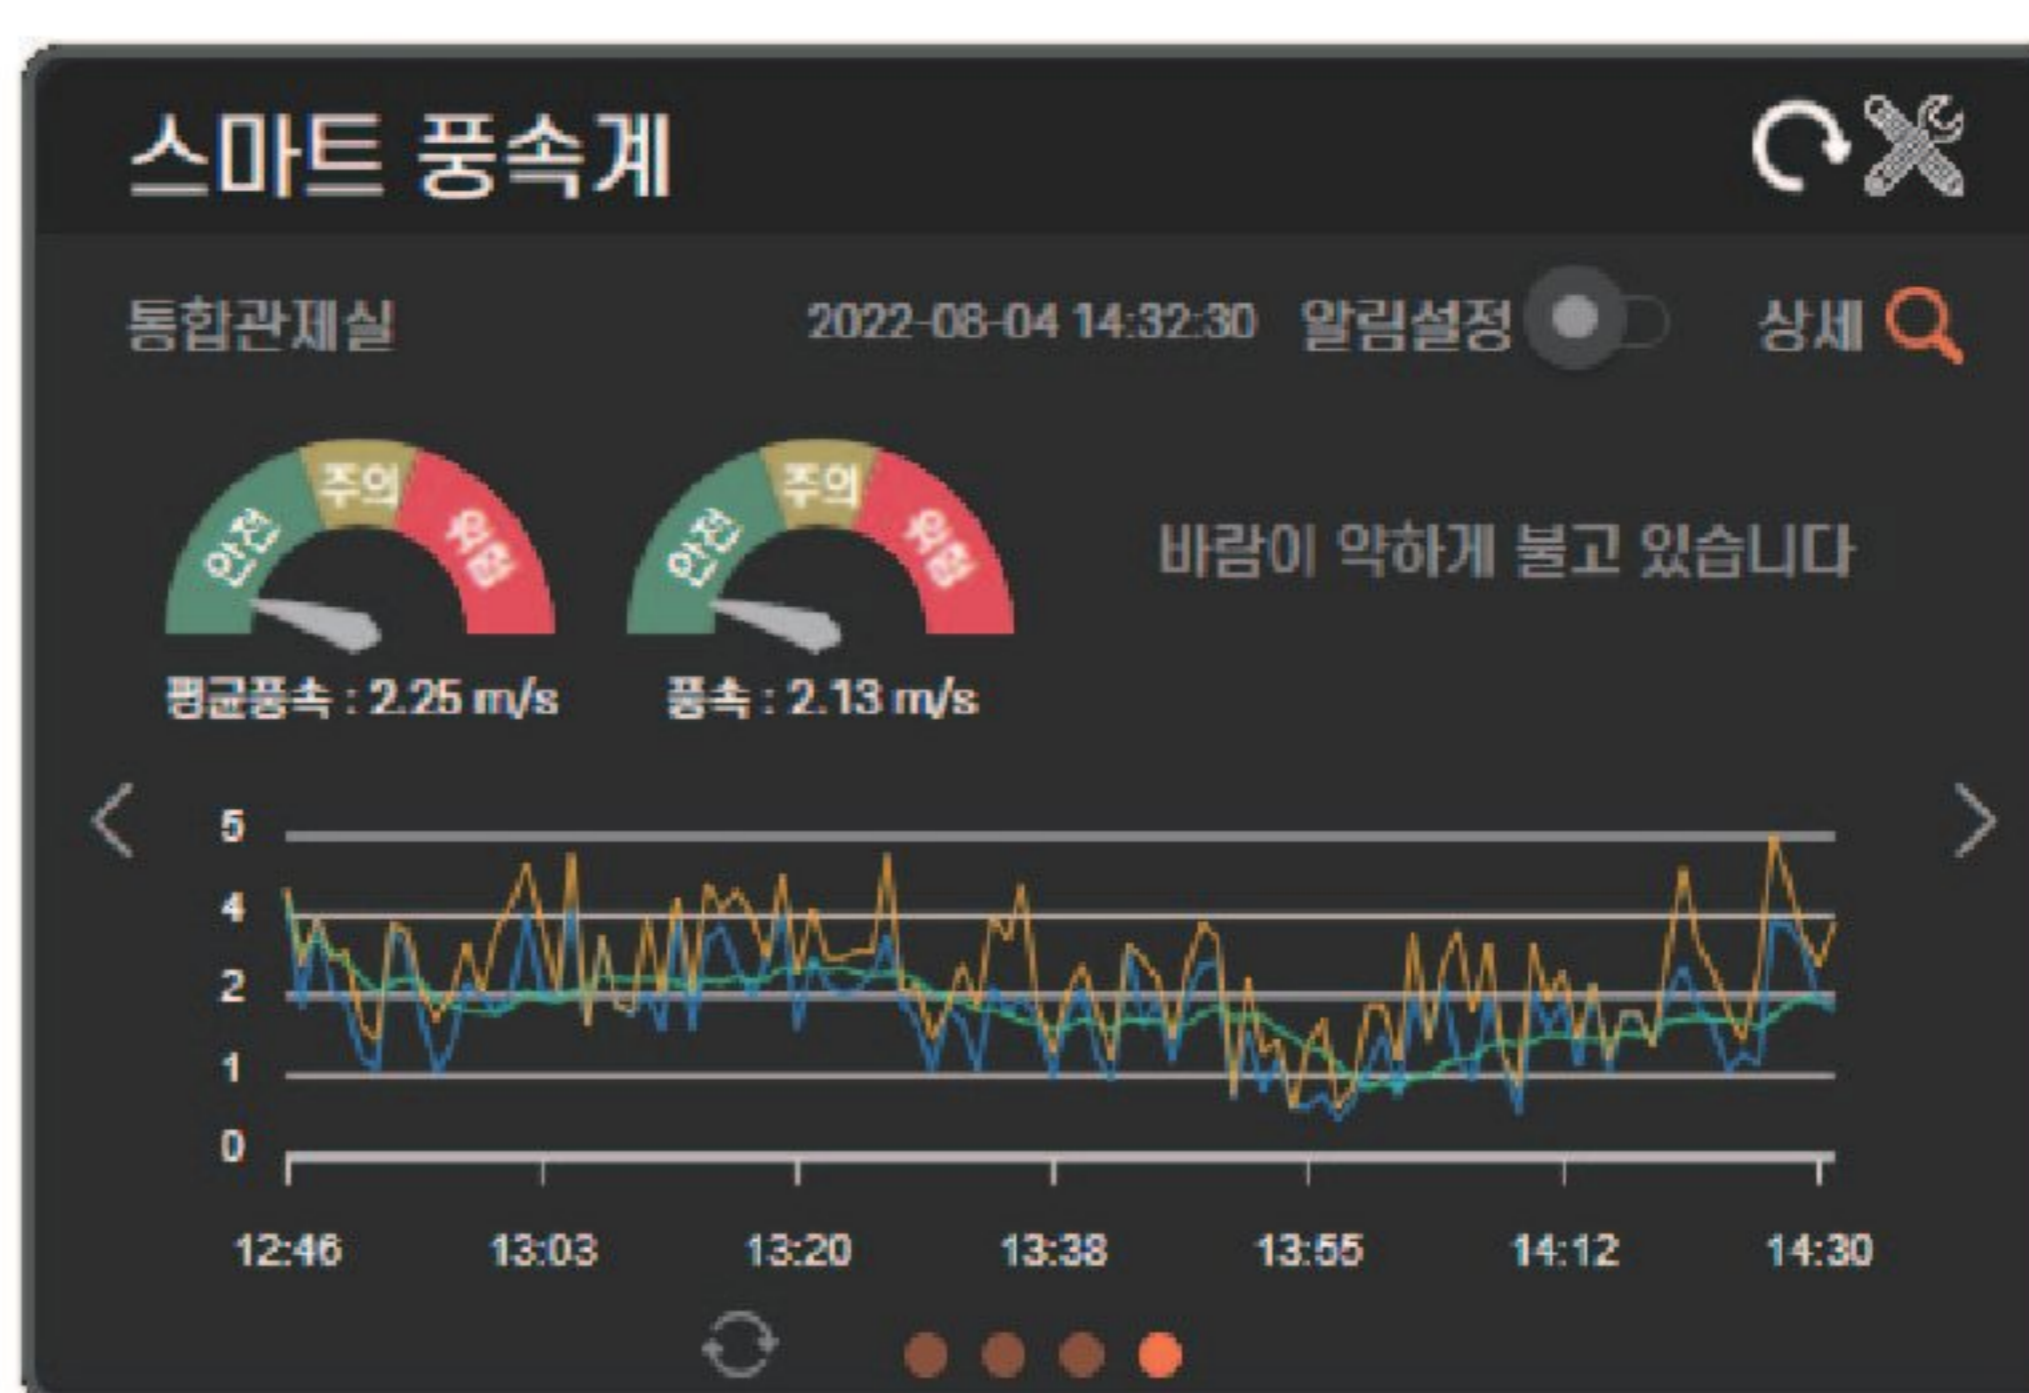 스마트 풍속계
통합관제실 2022-08-04 14:32:30 알림설정 상세
안전 주의 위험 안전 주의 위험
바람이 약하게 불고 있습니다
평균풍속 : 2.25 m/s 풍속 : 2.13 m/s
5
4
2
1
0
12:46 13:03 13:20 13:38 13:55 14:12 14:30